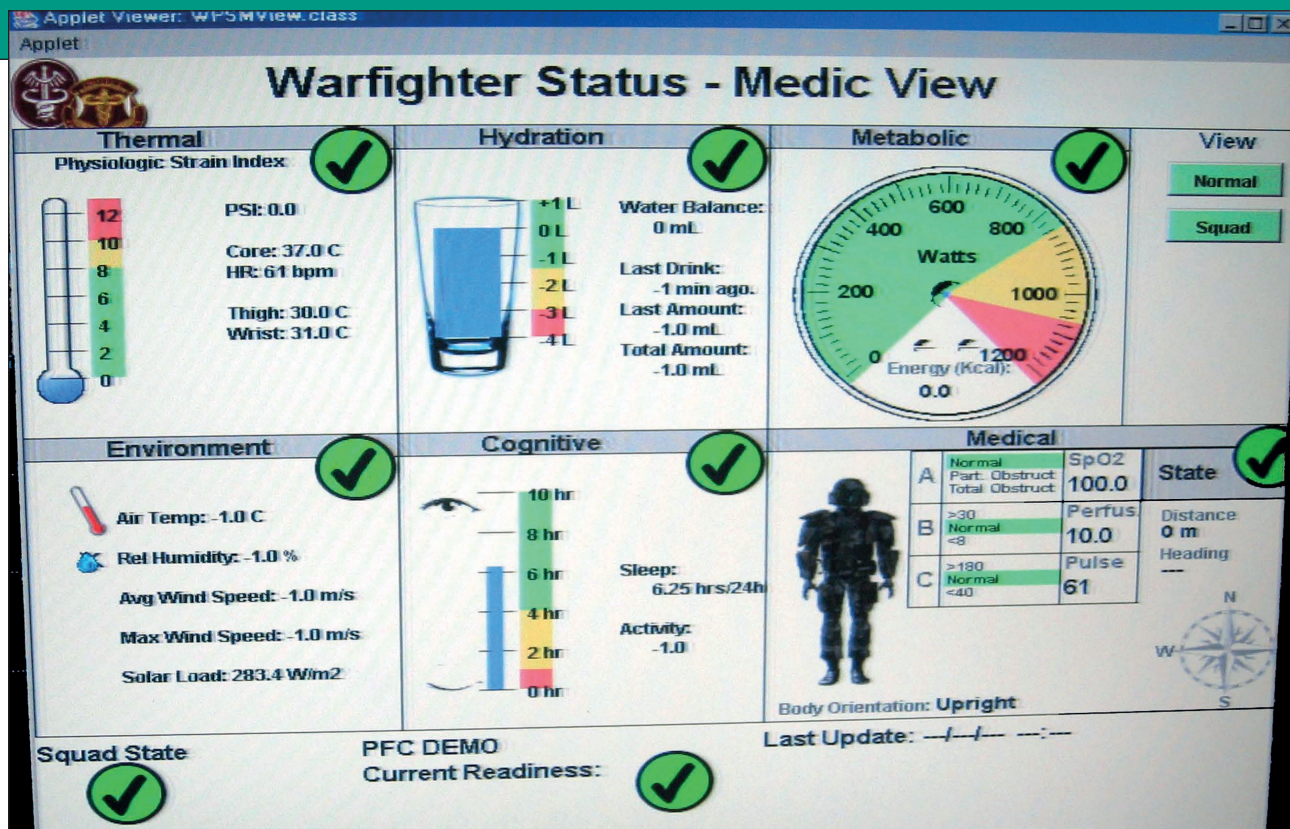 Applet Viewer: WPSMView.class
Applet
Warfighter Status - Medic View
Thermal
Physiologic Strain Index
12
10
8
6
4
2
0
PSI: 0.0
Core: 37.0 C
HR: 61 bpm
Thigh: 30.0 C
Wrist: 31.0 C
Hydration
+1 L
0 L
-1 L
-2 L
-3 L
-4 L
Water Balance:
0 mL
Last Drink:
-1 min ago.
Last Amount:
-1.0 mL
Total Amount:
-1.0 mL
Metabolic
600
400 800
Watts
200 1000
0 1200
Energy (Kcal):
0.0
View
Normal
Squad
Environment
Air Temp: -1.0 C
Rel Humidity: -1.0 %
Avg Wind Speed: -1.0 m/s
Max Wind Speed: -1.0 m/s
Solar Load: 283.4 W/m2
Cognitive
10 hr
8 hr
6 hr
4 hr
2 hr
0 hr
Sleep:
6.25 hrs/24h
Activity:
-1.0
Medical
A
Normal
Part. Obstruct
Total Obstruct
SpO2
100.0
B
>30
Normal
<8
Perfus.
10.0
C
>180
Normal
<40
Pulse
61
Body Orientation: Upright
State
Distance
0 m
Heading
---
N
W
S
Squad State
PFC DEMO
Current Readiness:
Last Update: ---/---/--- ---:---